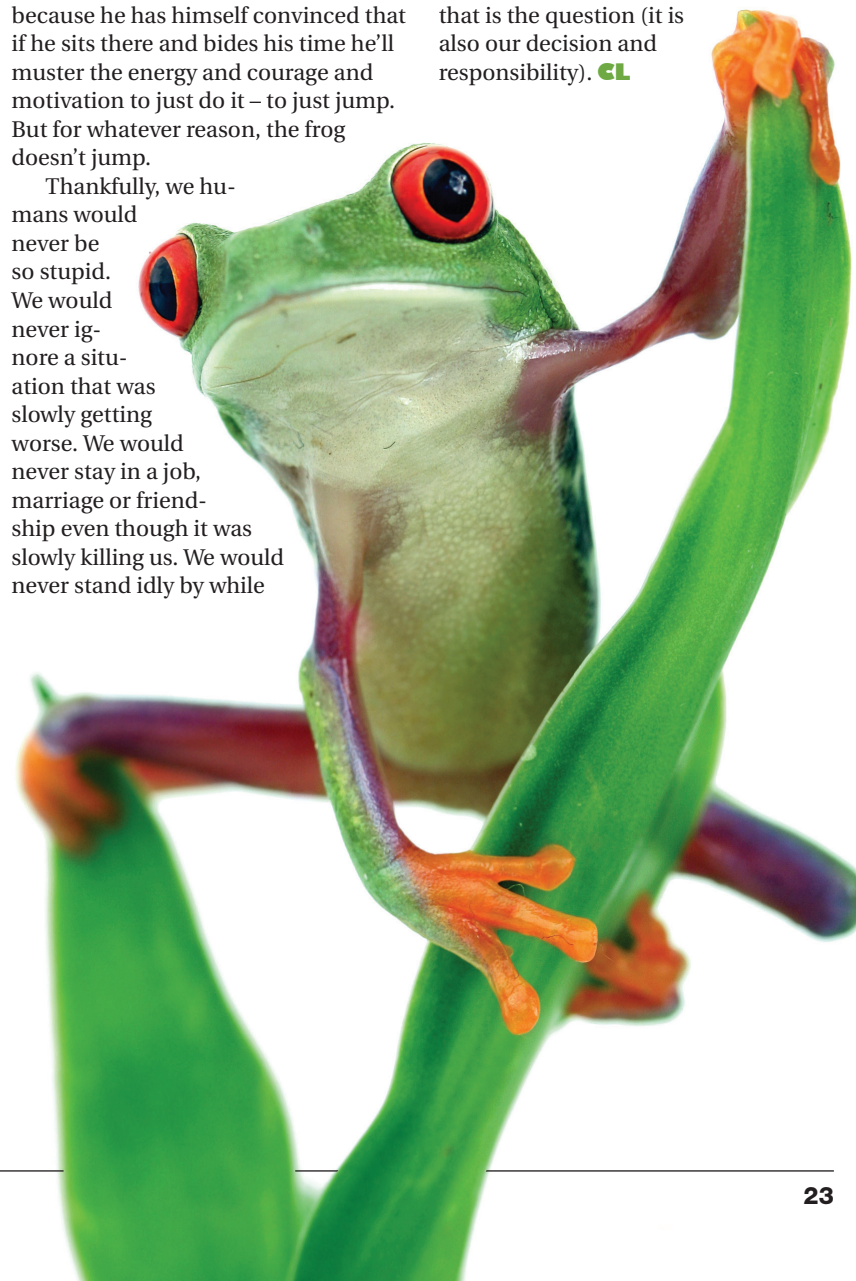 because he has himself convinced that
if he sits there and bides his time he’ll
muster the energy and courage and
motivation to just do it – to just jump.
But for whatever reason, the frog
doesn’t jump.
Thankfully, we hu-
mans would
never be
so stupid.
We would
never ig-
nore a situ-
ation that was
slowly getting
worse. We would
never stay in a job,
marriage or friend-
ship even though it was
slowly killing us. We would
never stand idly by while
that is the question (it is
also our decision and
responsibility). CL
23